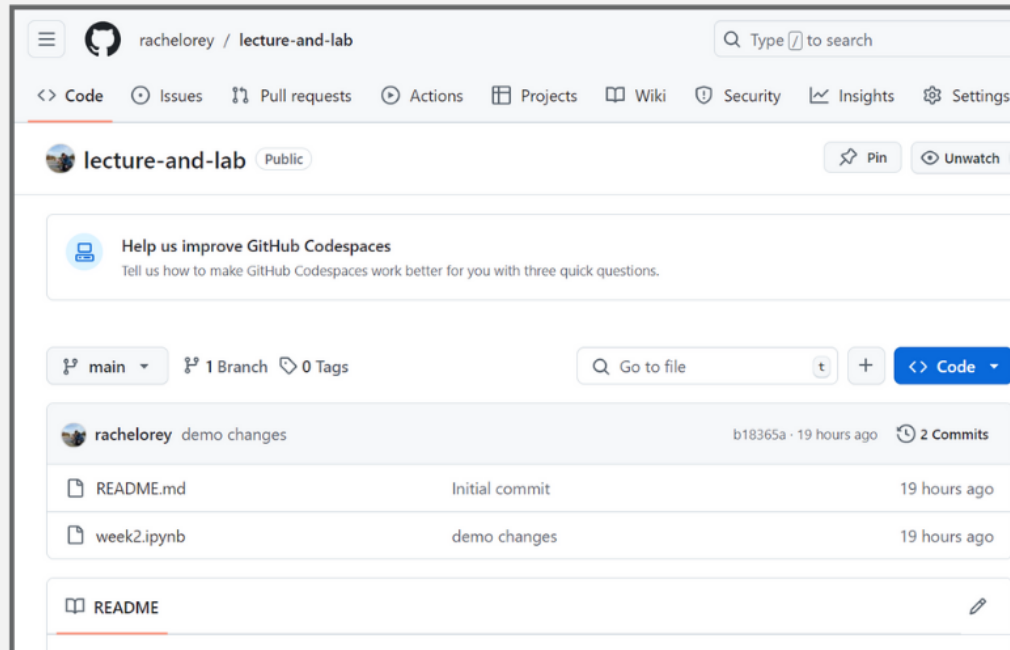 rachelorey / lecture-and-lab
Type / to search
<> Code Issues Pull requests Actions Projects Wiki Security Insights Settings
lecture-and-lab Public Pin Unwatch
Help us improve GitHub Codespaces
Tell us how to make GitHub Codespaces work better for you with three quick questions.
main 1 Branch 0 Tags Go to file t + <> Code
rachelorey demo changes b18365a · 19 hours ago 2 Commits
README.md Initial commit 19 hours ago
week2.ipynb demo changes 19 hours ago
README